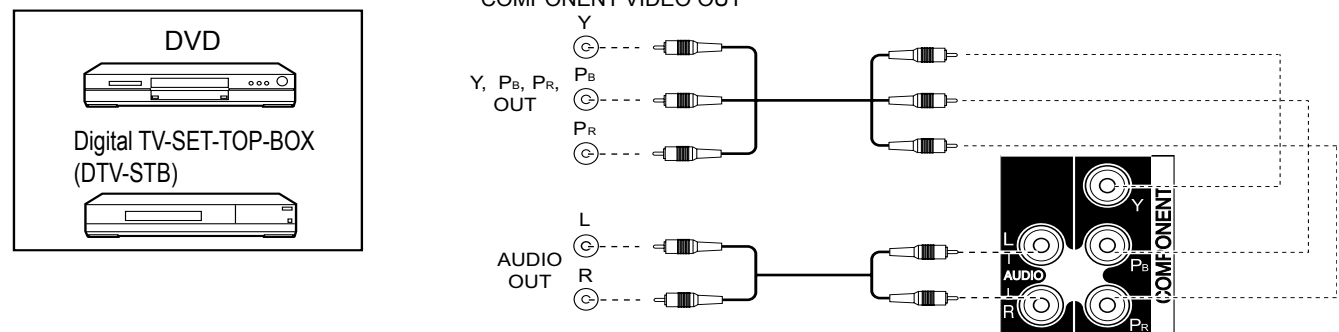 COMPONENT VIDEO OUT
DVD
Digital TV-SET-TOP-BOX
(DTV-STB)
Y
Y, PB, PR,
OUT
PB
PR
L
AUDIO
OUT
R
L
AUDIO
R
Y
PB
PR
COMPONENT